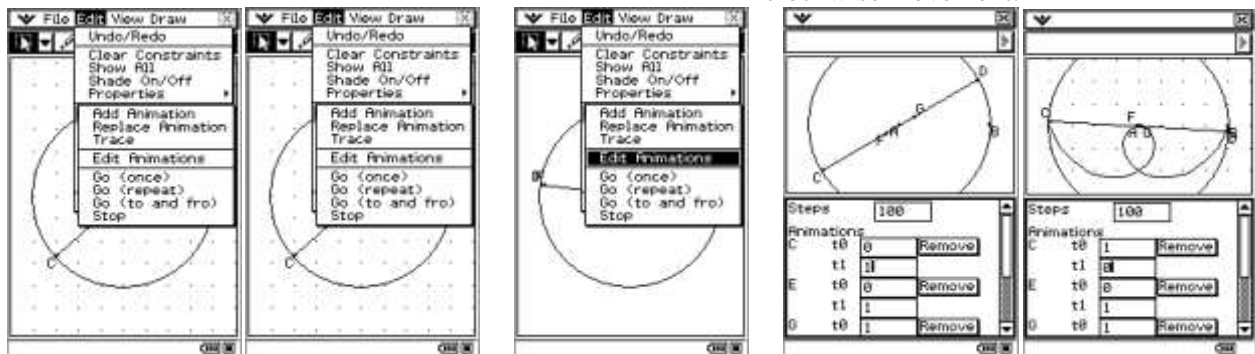 File Edit View Draw
Undo/Redo
Clear Constraints
Show All
Shade On/Off
Properties
Add Animation
Replace Animation
Trace
Edit Animations
Go (once)
Go (repeat)
Go (to and fro)
Stop
C
File Edit View Draw
Undo/Redo
Clear Constraints
Show All
Shade On/Off
Properties
Add Animation
Replace Animation
Trace
Edit Animations
Go (once)
Go (repeat)
Go (to and fro)
Stop
C
File Edit View Draw
Undo/Redo
Clear Constraints
Show All
Shade On/Off
Properties
Add Animation
Replace Animation
Trace
Edit Animations
Go (once)
Go (repeat)
Go (to and fro)
Stop
D
G
B
A
C
Steps 100
Animations
C t0 0 Remove
t1 1
E t0 0 Remove
t1 1
G t0 1 Remove
C
F
A
Steps 100
Animations
C t0 1 Remove
t1 0
E t0 0 Remove
t1 1
G t0 1 Remove